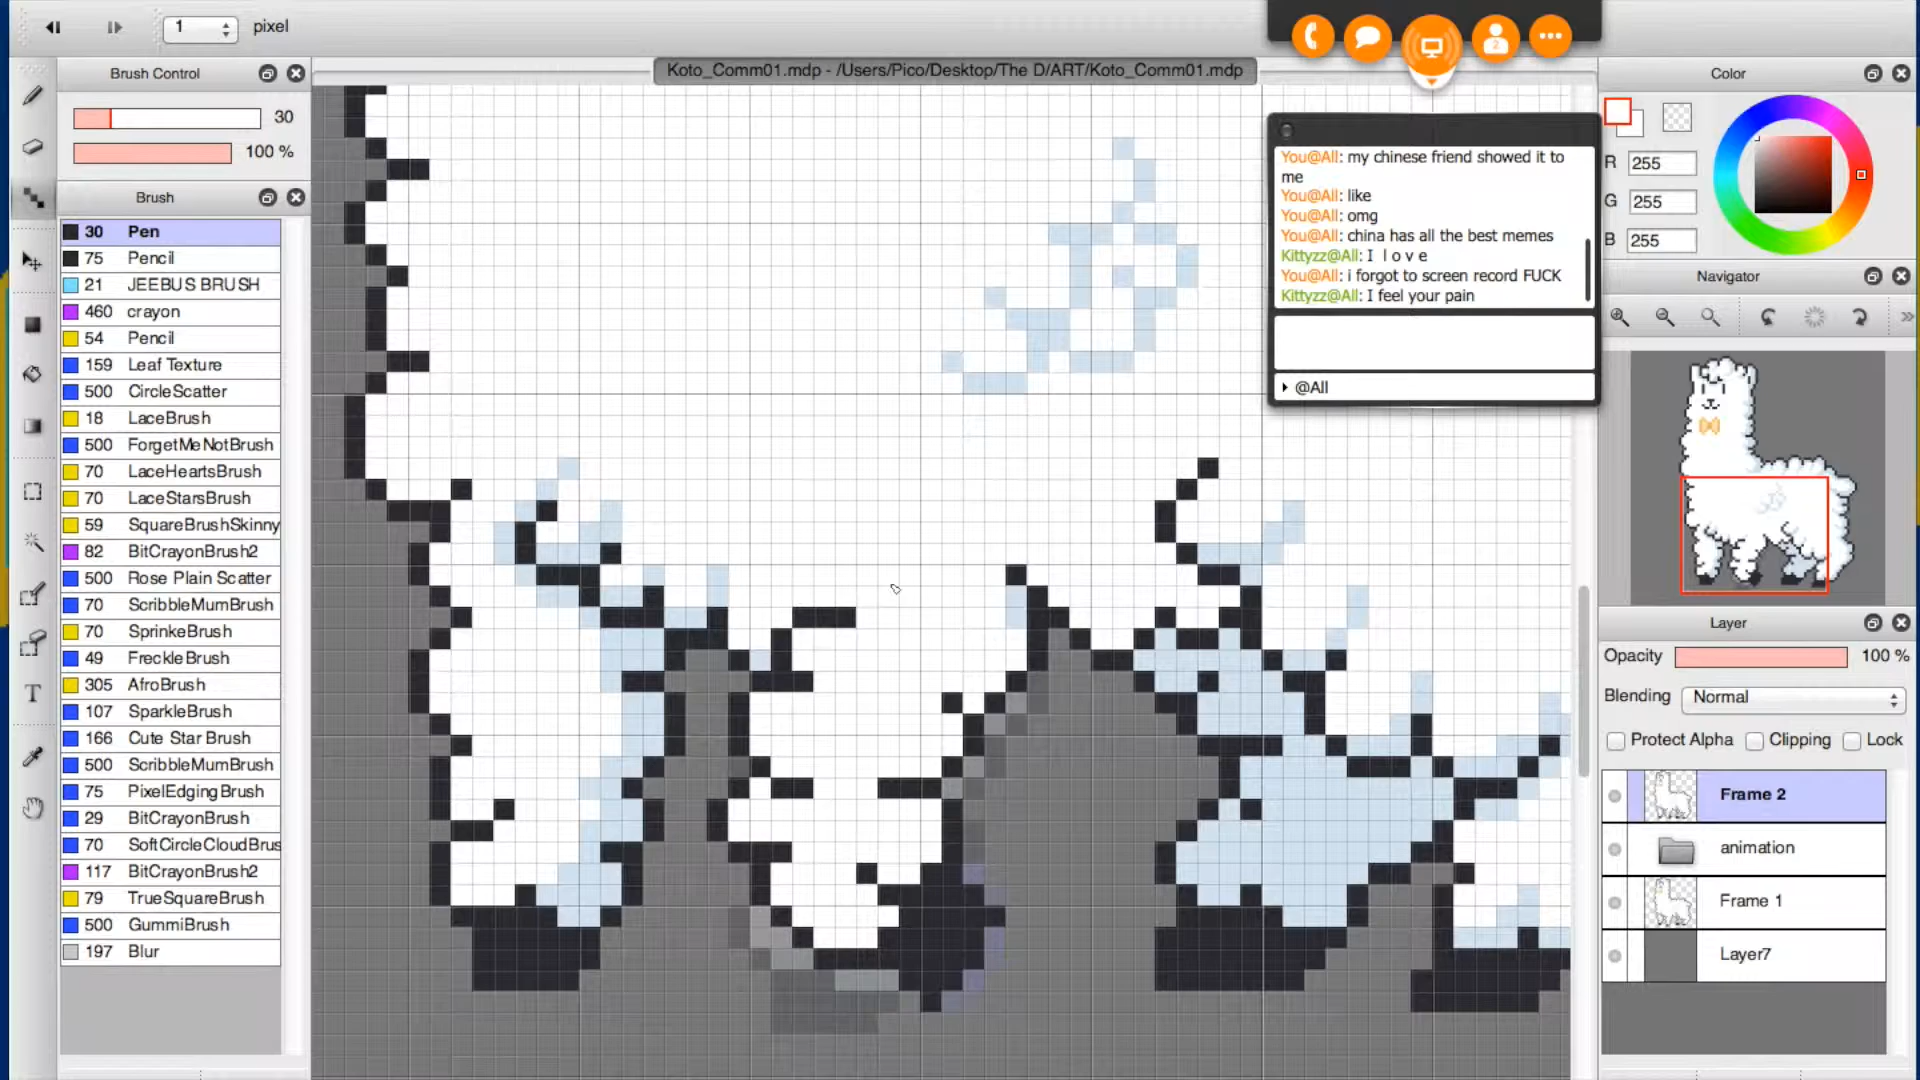 1 pixel
Koto_Comm01.mdp - /Users/Pico/Desktop/The D/ART/Koto_Comm01.mdp
Brush Control
30
100 %
Brush
30 Pen
75 Pencil
21 JEEBUS BRUSH
460 crayon
54 Pencil
159 Leaf Texture
500 CircleScatter
18 LaceBrush
500 ForgetMeNotBrush
70 LaceHeartsBrush
70 LaceStarsBrush
59 SquareBrushSkinny
82 BitCrayonBrush2
500 Rose Plain Scatter
70 ScribbleMumBrush
70 SprinkeBrush
49 FreckleBrush
305 AfroBrush
107 SparkleBrush
166 Cute Star Brush
500 ScribbleMumBrush
75 PixelEdgingBrush
29 BitCrayonBrush
70 SoftCircleCloudBrus
117 BitCrayonBrush2
79 TrueSquareBrush
500 GummiBrush
197 Blur
T
2
You@All: my chinese friend showed it to
me
You@All: like
You@All: omg
You@All: china has all the best memes
Kittyzz@All: I l o v e
You@All: i forgot to screen record FUCK
Kittyzz@All: I feel your pain
@All
Color
R 255
G 255
B 255
Navigator
Layer
Opacity 100 %
Blending Normal
Protect Alpha Clipping Lock
Frame 2
animation
Frame 1
Layer7